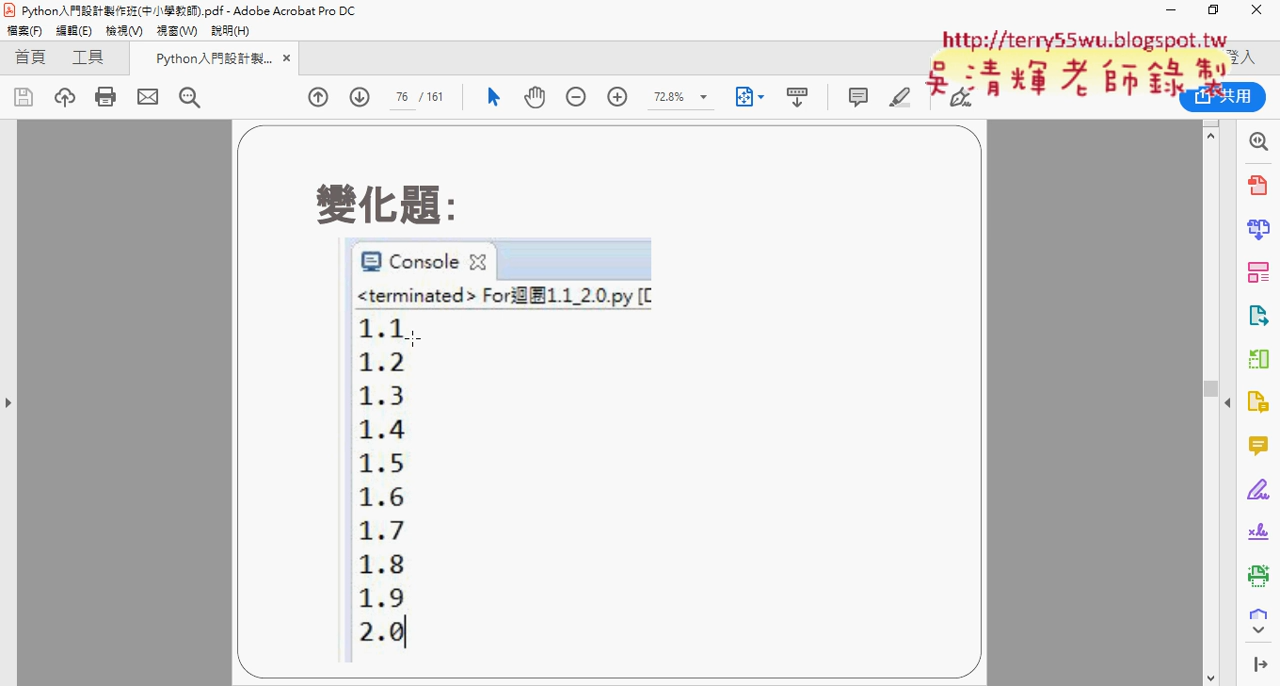 Python入門設計製作班(中小學教師).pdf - Adobe Acrobat Pro DC
檔案(F) 編輯(E) 檢視(V) 視窗(W) 說明(H)
http://terry55wu.blogspot.tw
首頁 工具 Python入門設計製... × 登入
吳清輝老師錄製
76 / 161 72.8% 共用
變化題:
Console
<terminated> For迴圈1.1_2.0.py [D
1.1
1.2
1.3
1.4
1.5
1.6
1.7
1.8
1.9
2.0